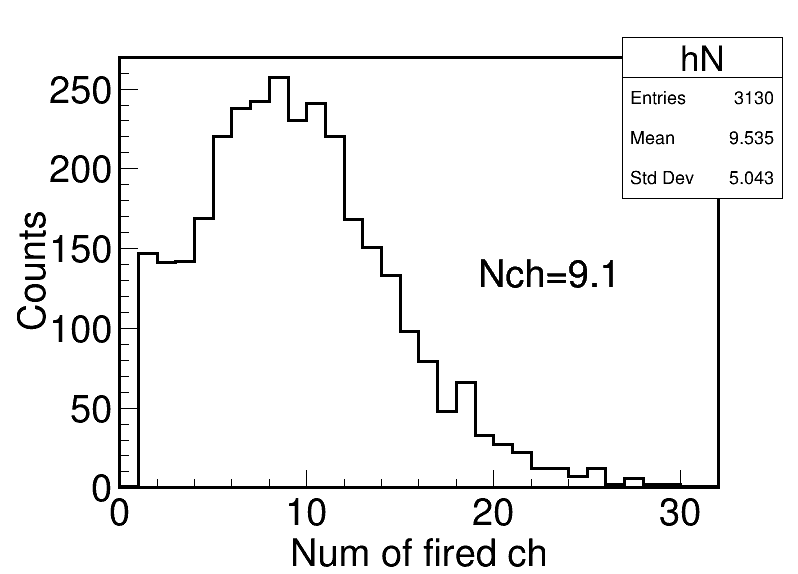 hN
Entries 3130
Mean 9.535
Std Dev 5.043
250
200
150
100
50
0
Counts
Nch=9.1
0 10 20 30
Num of fired ch